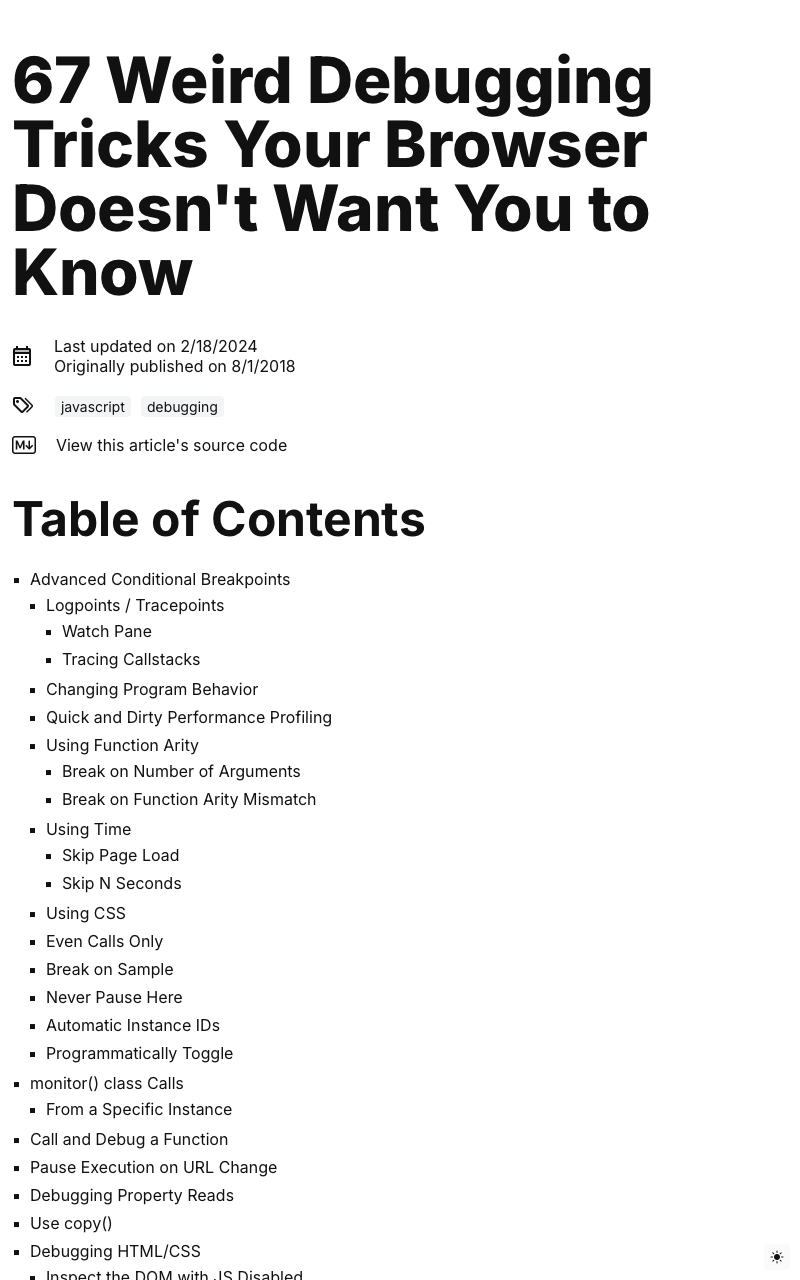 67 Weird Debugging
Tricks Your Browser
Doesn't Want You to
Know
Last updated on 2/18/2024
Originally published on 8/1/2018
javascript debugging
View this article's source code
Table of Contents
Advanced Conditional Breakpoints
Logpoints / Tracepoints
Watch Pane
Tracing Callstacks
Changing Program Behavior
Quick and Dirty Performance Profiling
Using Function Arity
Break on Number of Arguments
Break on Function Arity Mismatch
Using Time
Skip Page Load
Skip N Seconds
Using CSS
Even Calls Only
Break on Sample
Never Pause Here
Automatic Instance IDs
Programmatically Toggle
monitor() class Calls
From a Specific Instance
Call and Debug a Function
Pause Execution on URL Change
Debugging Property Reads
Use copy()
Debugging HTML/CSS
Inspect the DOM with JS Disabled